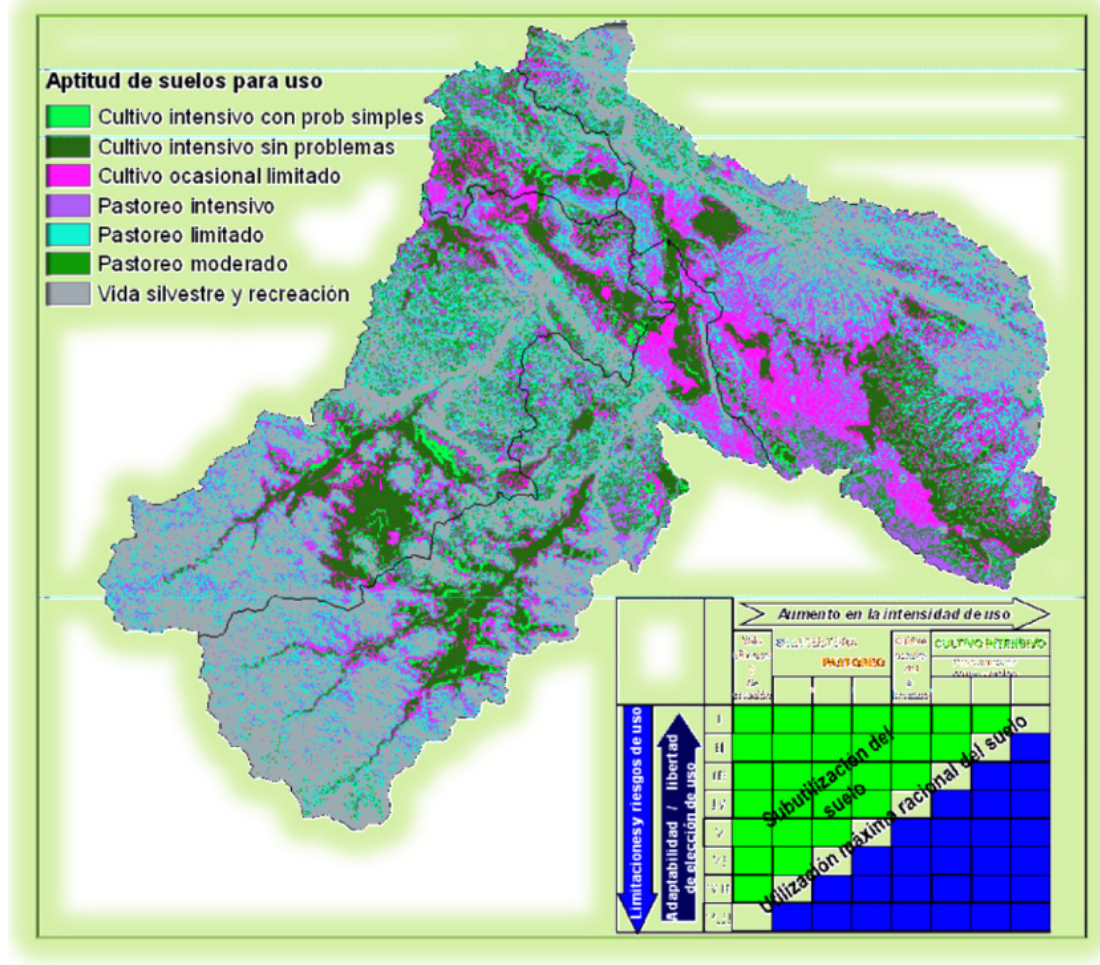 Aptitud de suelos para uso
Cultivo intensivo con prob simples
Cultivo intensivo sin problemas
Cultivo ocasional limitado
Pastoreo intensivo
Pastoreo limitado
Pastoreo moderado
Vida silvestre y recreación
Aumento en la intensidad de uso
CULTIVO INTENSIVO
PASTOREO
Limitaciones y riesgos de uso
Adaptabilidad / libertad
de elección de uso
I
II
III
IV
V
VI
VII
VIII
Subutilización del
suelo
Utilización máxima racional del suelo